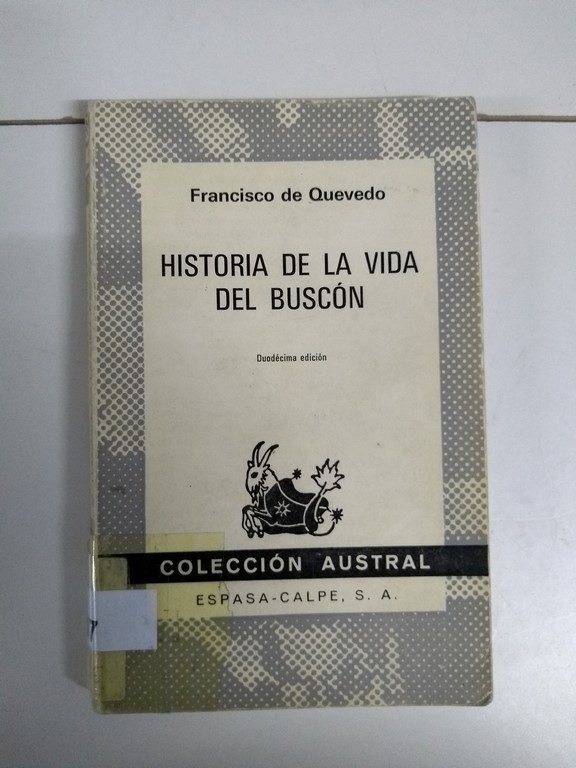 Francisco de Quevedo
HISTORIA DE LA VIDA
DEL BUSCÓN
Duodécima edición
COLECCIÓN AUSTRAL
ESPASA-CALPE, S. A.